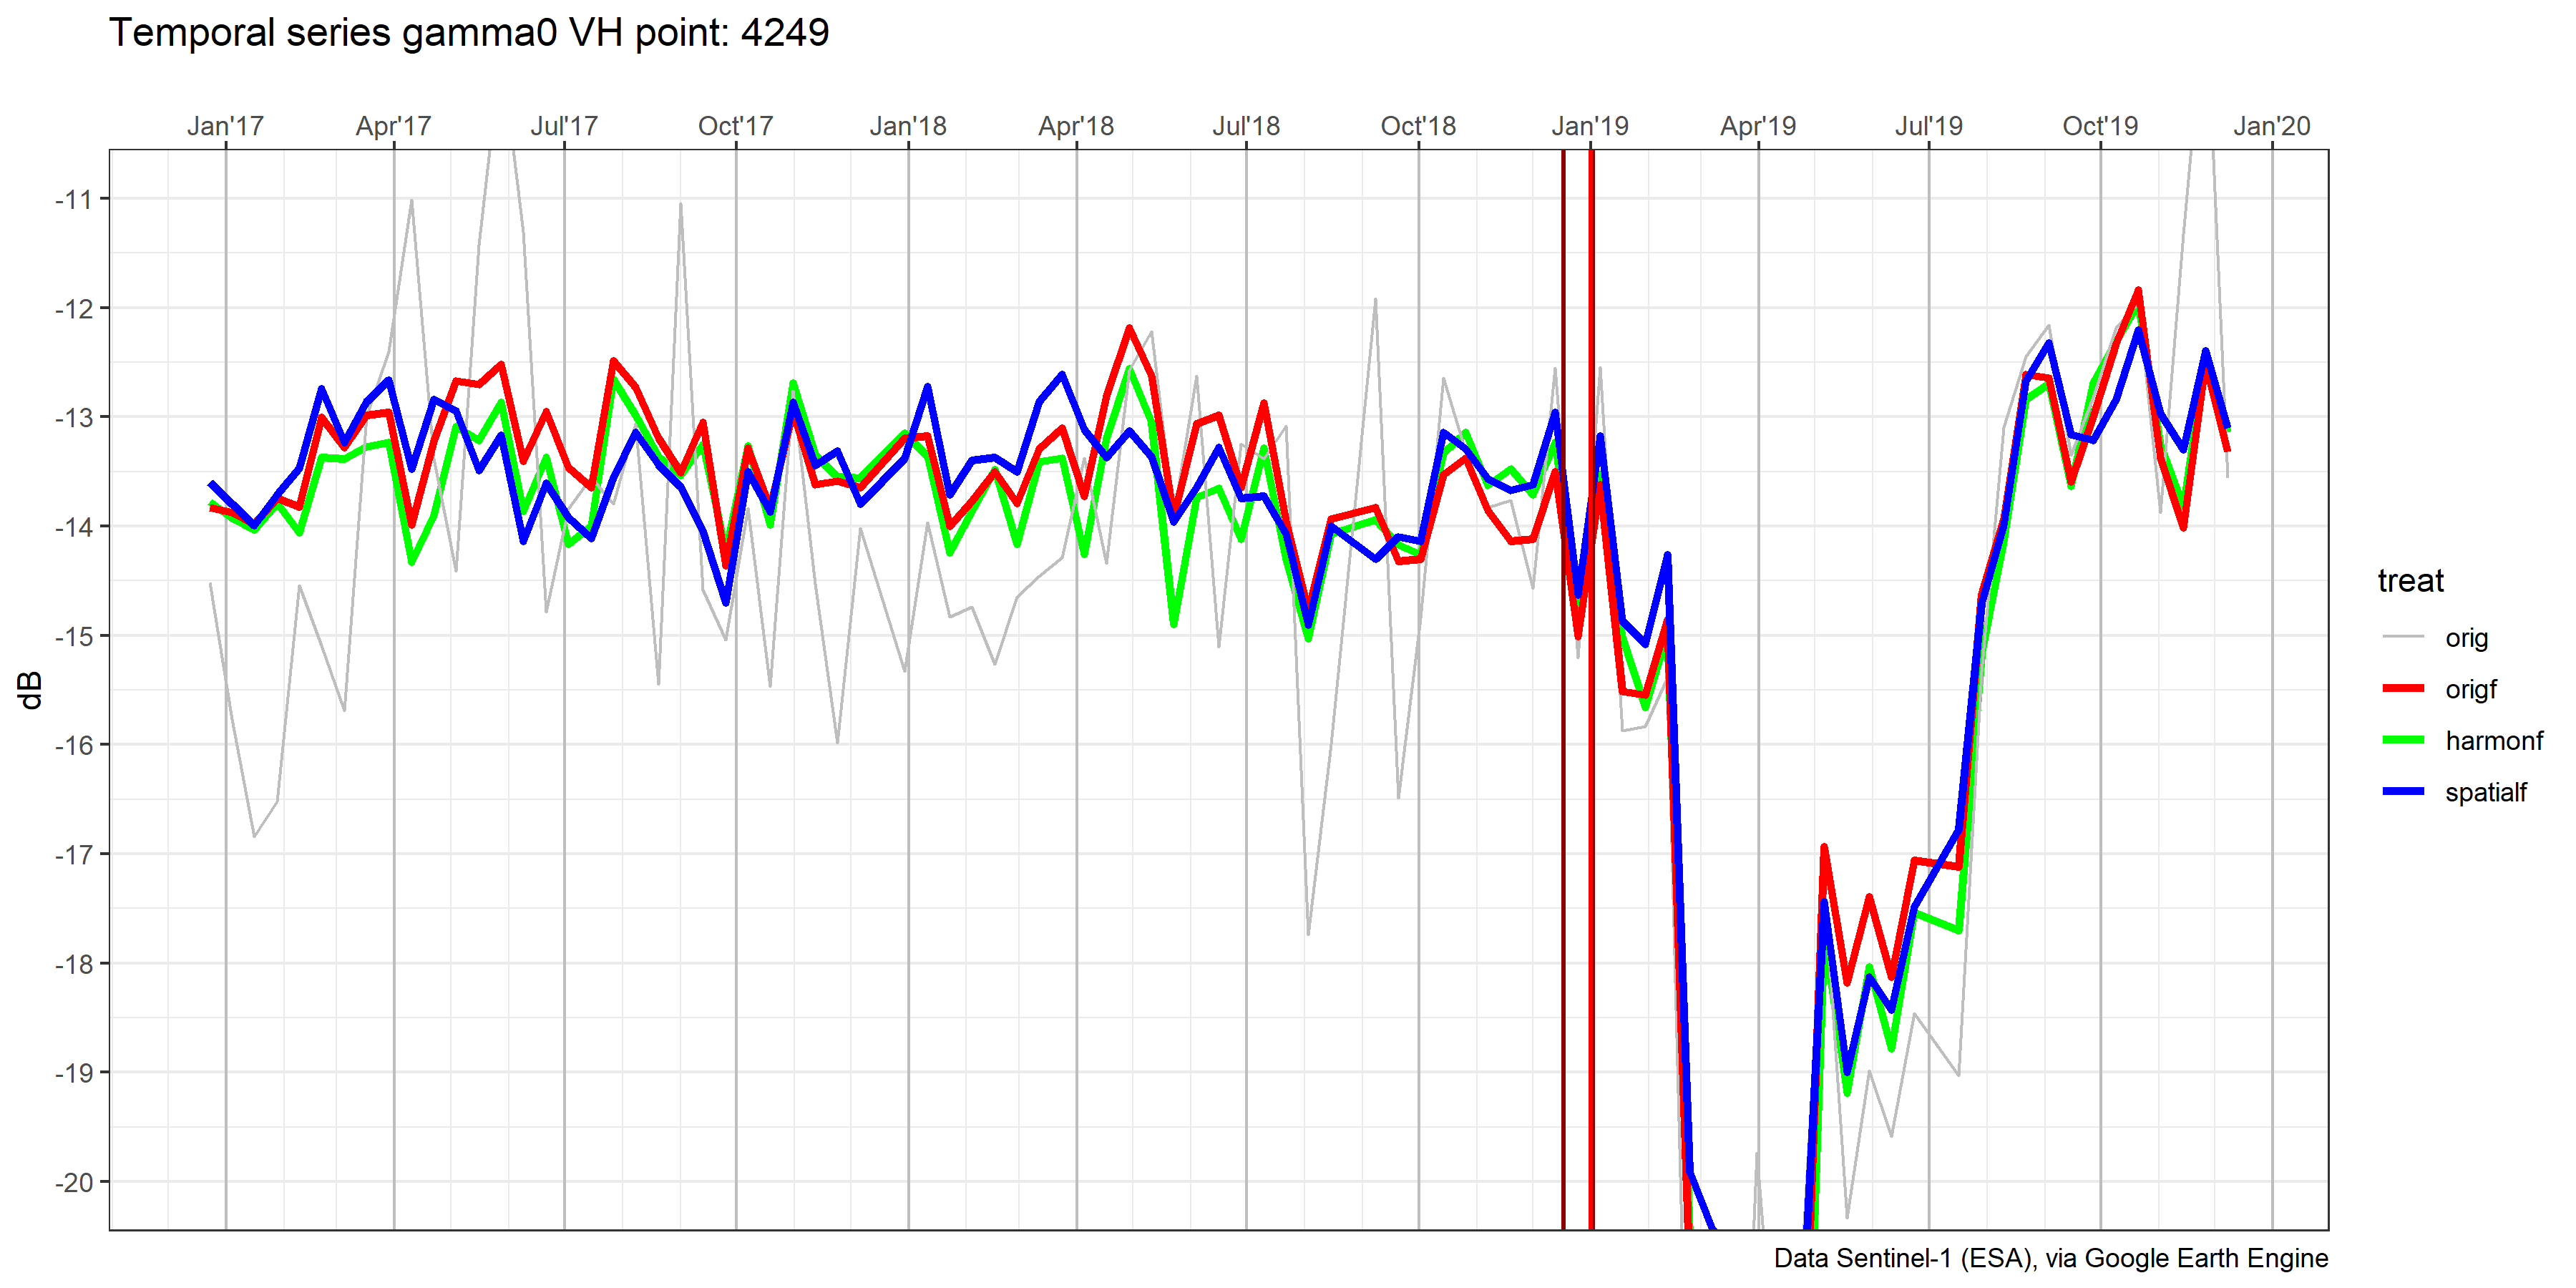 Temporal series gamma0 VH point: 4249
Jan'17 Apr'17 Jul'17 Oct'17 Jan'18 Apr'18 Jul'18 Oct'18 Jan'19 Apr'19 Jul'19 Oct'19 Jan'20
-11
-12
-13
-14
-15
-16
-17
-18
-19
-20
dB
treat
orig
origf
harmonf
spatialf
Data Sentinel-1 (ESA), via Google Earth Engine